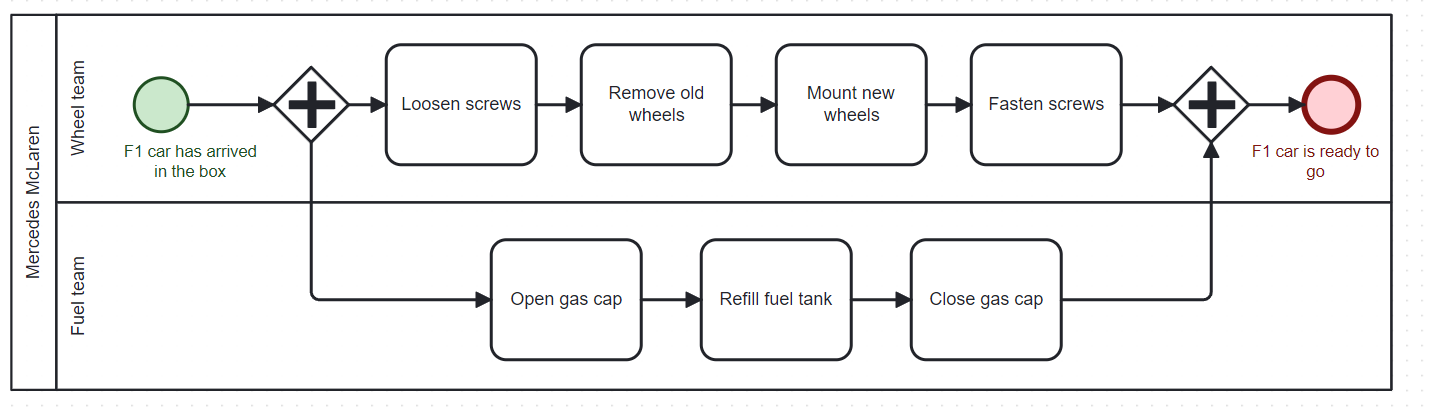 Mercedes McLaren
Wheel team
F1 car has arrived
in the box
Loosen screws
Remove old
wheels
Mount new
wheels
Fasten screws
F1 car is ready to
go
Fuel team
Open gas cap
Refill fuel tank
Close gas cap